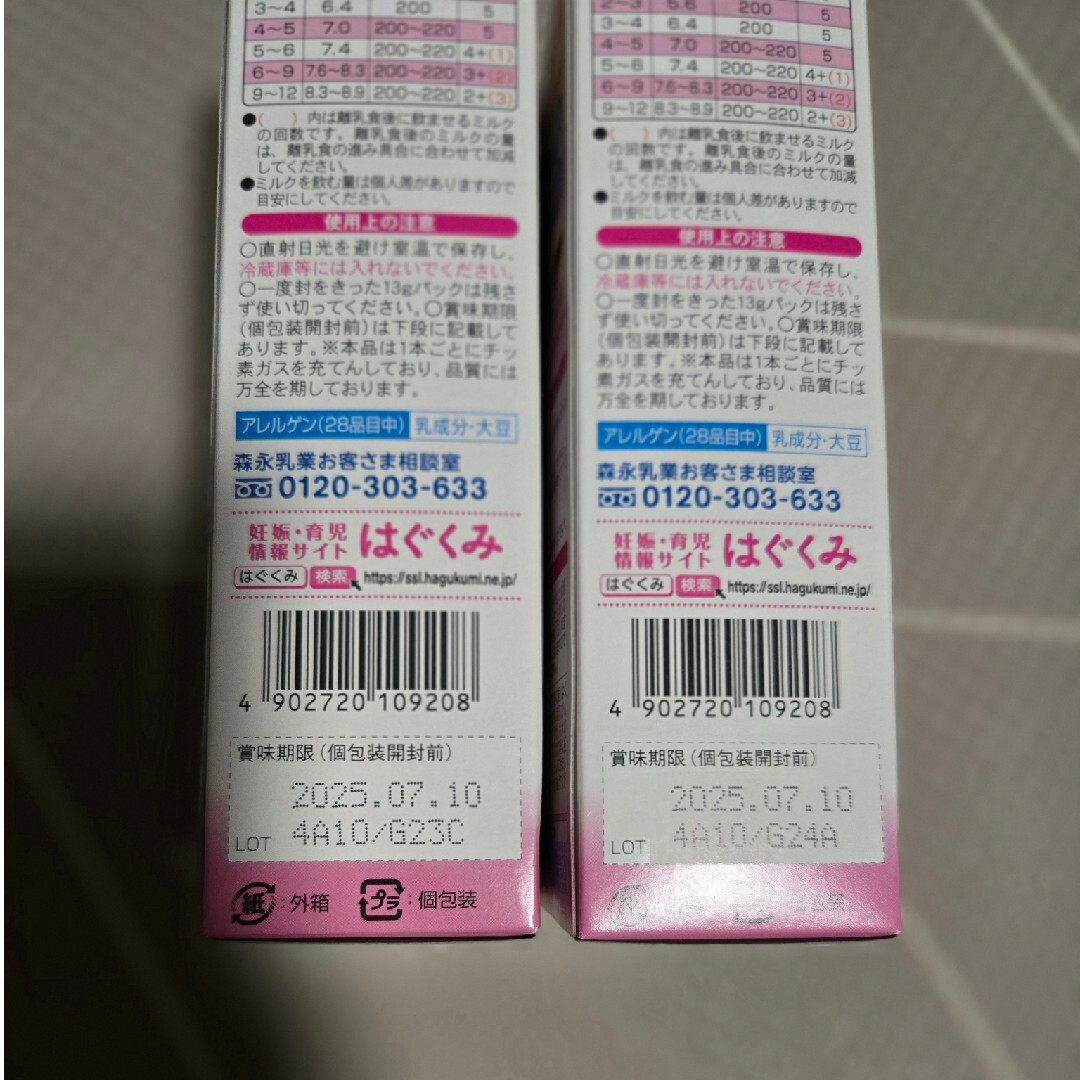 3～4 6.4 200 5
4～5 7.0 200～220 5
5～6 7.4 200～220 4+(1)
6～9 7.6～8.3 200～220 3+(2)
9～12 8.3～8.9 200～220 2+(3)
●(　)内は離乳食後に飲ませるミルク
の回数です。離乳食後のミルクの量
は、離乳食の進み具合に合わせて加減
してください。
●ミルクを飲む量は個人差がありますので
目安にしてください。
使用上の注意
○直射日光を避け室温で保存し、
冷蔵庫等には入れないでください。
○一度封をきった13gパックは残さ
ず使い切ってください。○賞味期限
(個包装開封前)は下段に記載して
あります。※本品は1本ごとにチッ
素ガスを充てんしており、品質には
万全を期しております。
アレルゲン(28品目中) 乳成分・大豆
森永乳業お客さま相談室
0120-303-633
妊娠・育児
情報サイト はぐくみ
はぐくみ 検索 https://ssl.hagukumi.ne.jp/
4 902720 109208
賞味期限(個包装開封前)
2025.07.10
LOT 4A10/G23C
紙:外箱 プラ:個包装
2～3 5.6 200 5
3～4 6.4 200 5
4～5 7.0 200～220 5
5～6 7.4 200～220 4+(1)
6～9 7.6～8.3 200～220 3+(2)
9～12 8.3～8.9 200～220 2+(3)
●(　)内は離乳食後に飲ませるミルク
の回数です。離乳食後のミルクの量
は、離乳食の進み具合に合わせて加減
してください。
●ミルクを飲む量は個人差がありますので
目安にしてください。
使用上の注意
○直射日光を避け室温で保存し、
冷蔵庫等には入れないでください。
○一度封をきった13gパックは残さ
ず使い切ってください。○賞味期限
(個包装開封前)は下段に記載して
あります。※本品は1本ごとにチッ
素ガスを充てんしており、品質には
万全を期しております。
アレルゲン(28品目中) 乳成分・大豆
森永乳業お客さま相談室
0120-303-633
妊娠・育児
情報サイト はぐくみ
はぐくみ 検索 https://ssl.hagukumi.ne.jp/
4 902720 109208
賞味期限(個包装開封前)
2025.07.10
LOT 4A10/G24A